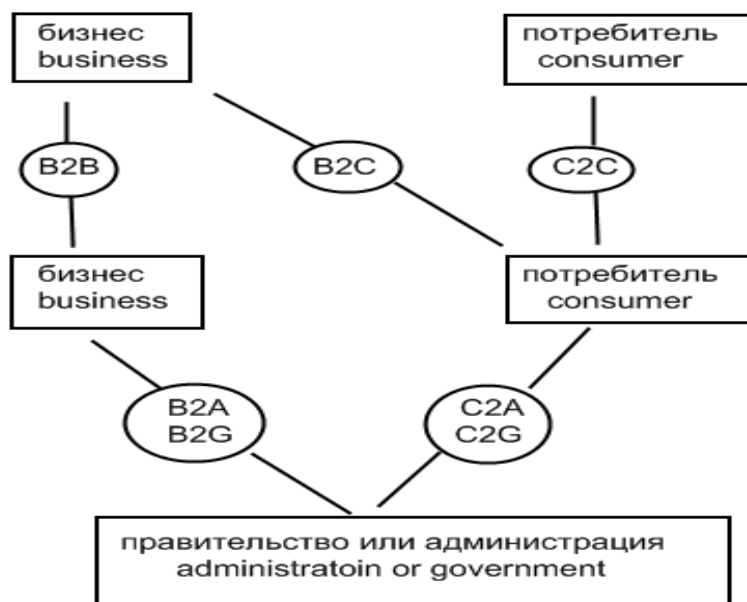 бизнес
business
потребитель
consumer
B2B
B2C
C2C
бизнес
business
потребитель
consumer
B2A
B2G
C2A
C2G
правительство или администрация
administratoin or government